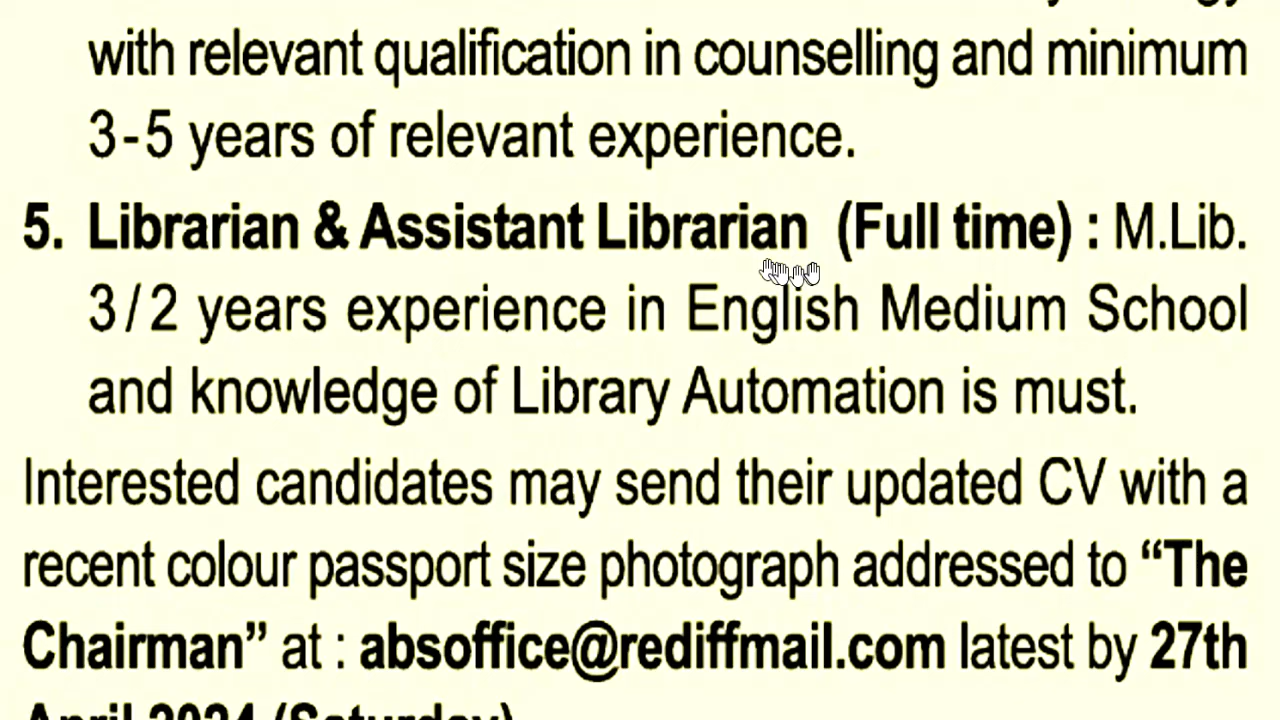 with relevant qualification in counselling and minimum
3-5 years of relevant experience.
5. Librarian & Assistant Librarian (Full time) : M.Lib.
3/2 years experience in English Medium School
and knowledge of Library Automation is must.
Interested candidates may send their updated CV with a
recent colour passport size photograph addressed to “The
Chairman” at : absoffice@rediffmail.com latest by 27th
April 2024 (Saturday)